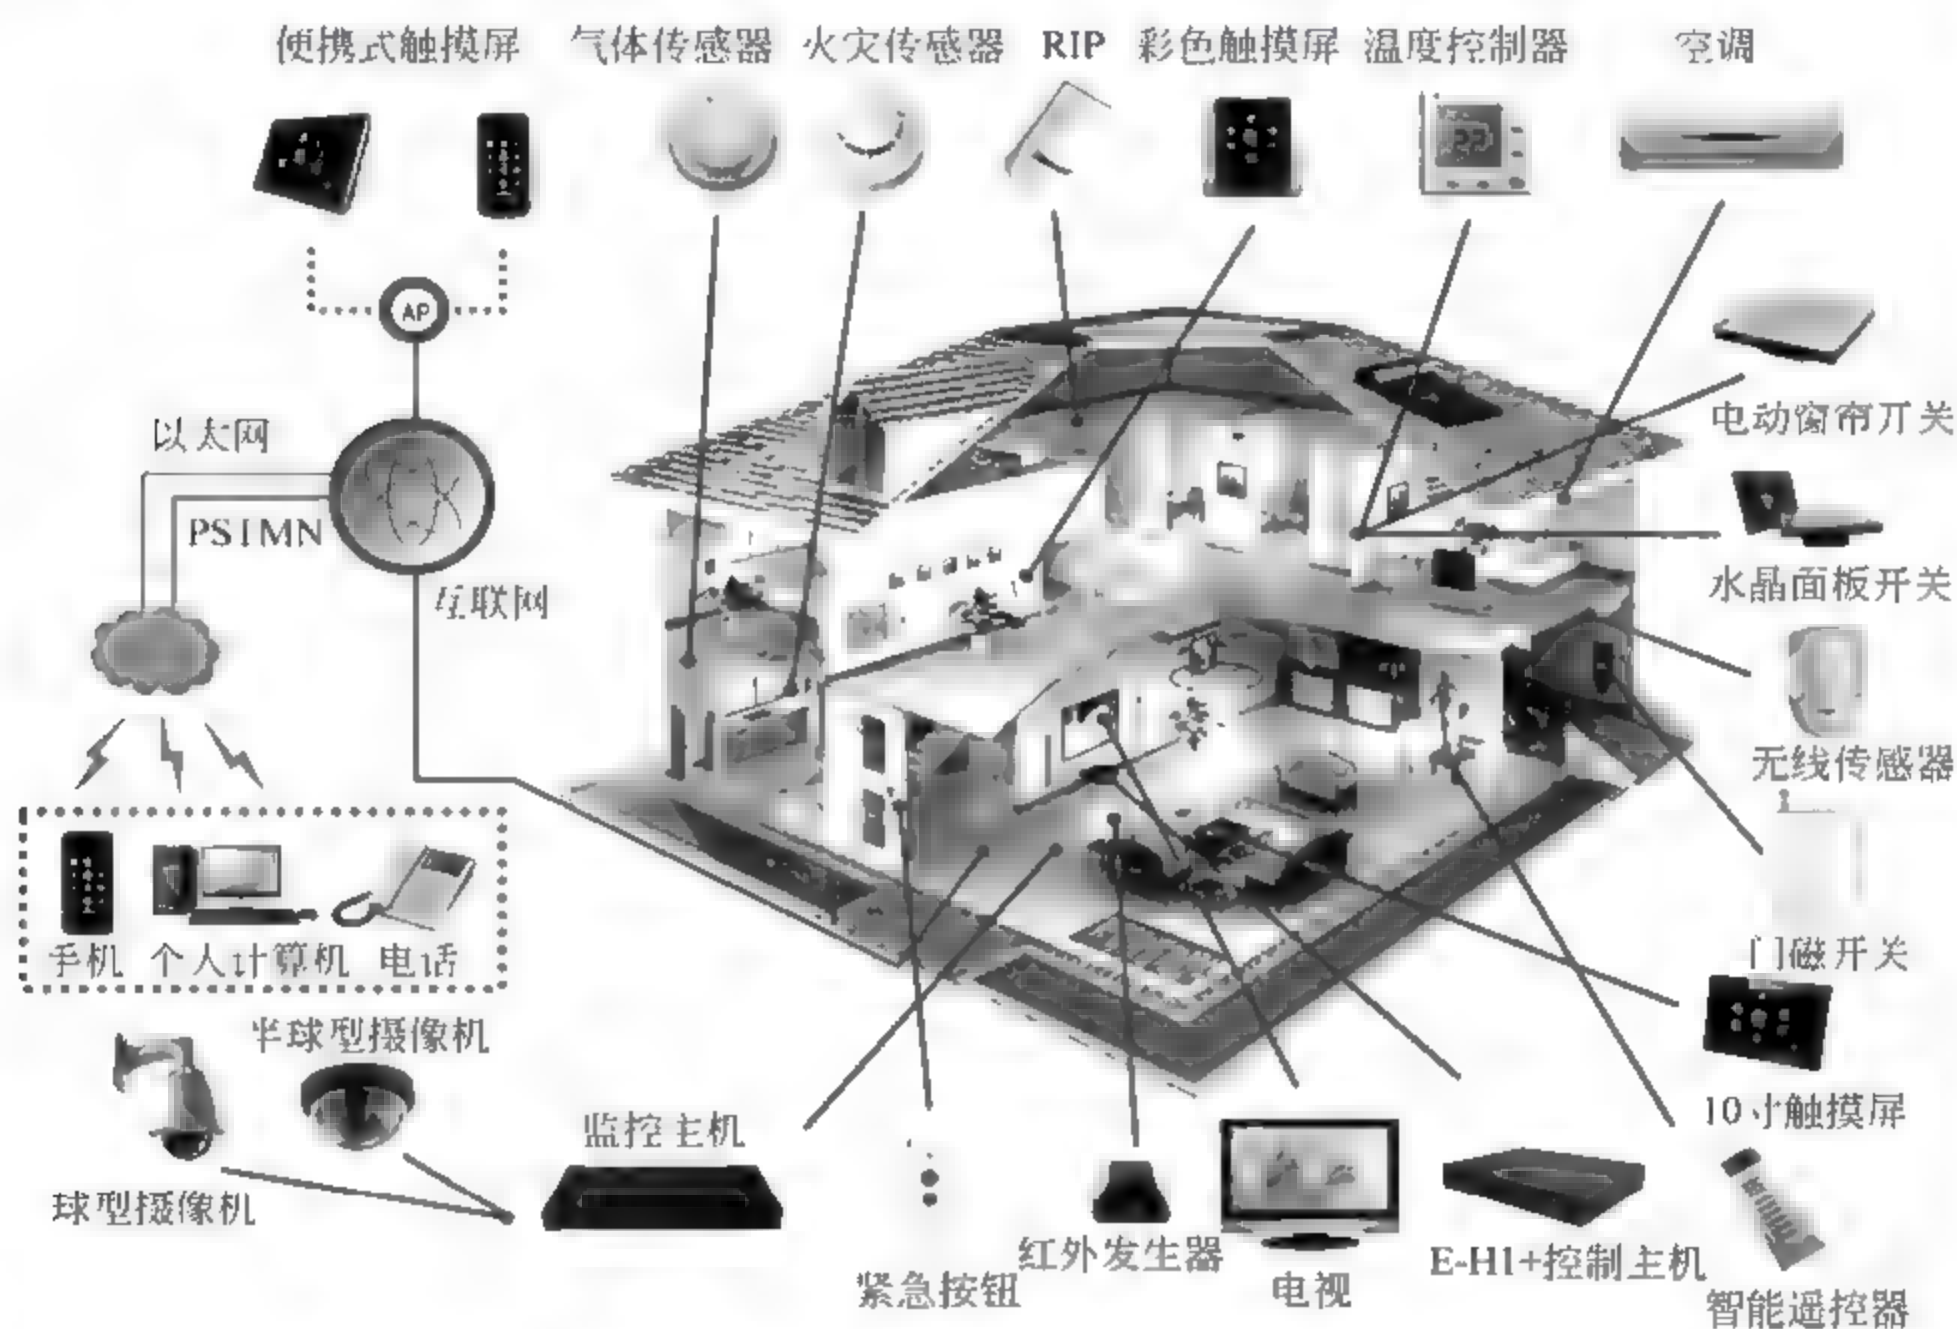 便携式触摸屏
气体传感器
火灾传感器
RIP
彩色触摸屏
温度控制器
空调
AP
电动窗帘开关
以太网
PSTMN
互联网
水晶面板开关
无线传感器
手机
个人计算机
电话
门磁开关
半球型摄像机
10寸触摸屏
监控主机
球型摄像机
红外发生器
E-H1+控制主机
紧急按钮
电视
智能遥控器